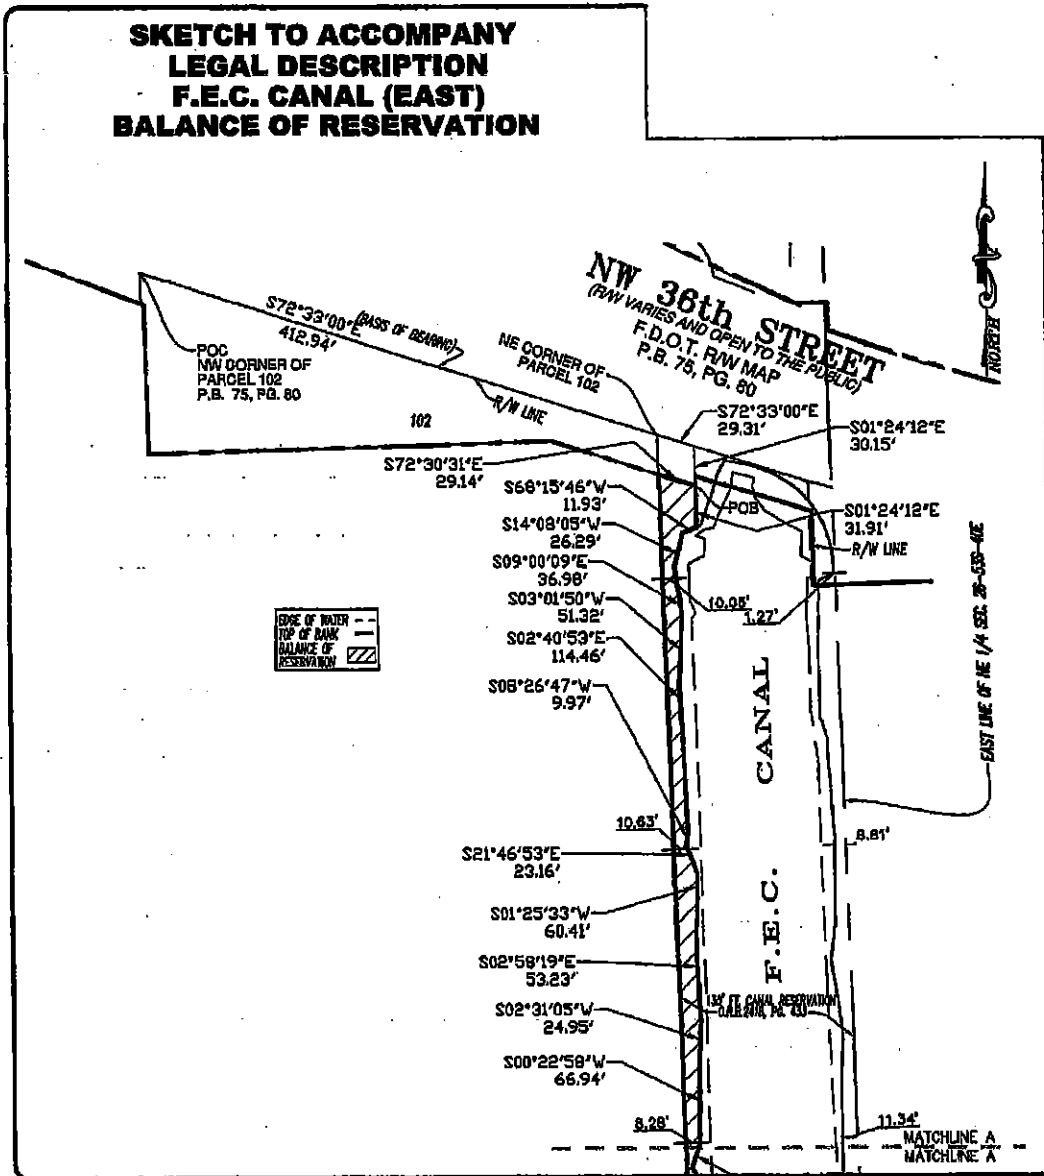 SKETCH TO ACCOMPANY
LEGAL DESCRIPTION
F.E.C. CANAL (EAST)
BALANCE OF RESERVATION
NORTH
NW 36th STREET
(R/W VARIES AND OPEN TO THE PUBLIC)
F.D.O.T. R/W MAP
P.B. 75, PG. 80
S72°33'00"E (BASIS OF BEARING)
412.94'
POC
NW CORNER OF
PARCEL 102
P.B. 75, PG. 80
R/W LINE
102
NE CORNER OF
PARCEL 102
S72°33'00"E
29.31'
S01°24'12"E
30.15'
S72°30'31"E
29.14'
S68°15'46"W
11.93'
POB
S01°24'12"E
31.91'
R/W LINE
S14°08'05"W
26.29'
S09°00'09"E
36.98'
10.05'
1.27'
S03°01'50"W
51.32'
S02°40'53"E
114.46'
S08°26'47"W
9.97'
EDGE OF WATER
TOP OF BANK
BALANCE OF
RESERVATION
EAST LINE OF NE 1/4 SEC. 26-53S-40E
F.E.C. CANAL
10.63'
8.81'
S21°46'53"E
23.16'
S01°25'33"W
60.41'
S02°58'19"E
53.23'
FT. CANAL RESERVATION
S02°31'05"W
24.95'
S00°22'58"W
66.94'
8.28'
11.34'
MATCHLINE A
MATCHLINE A